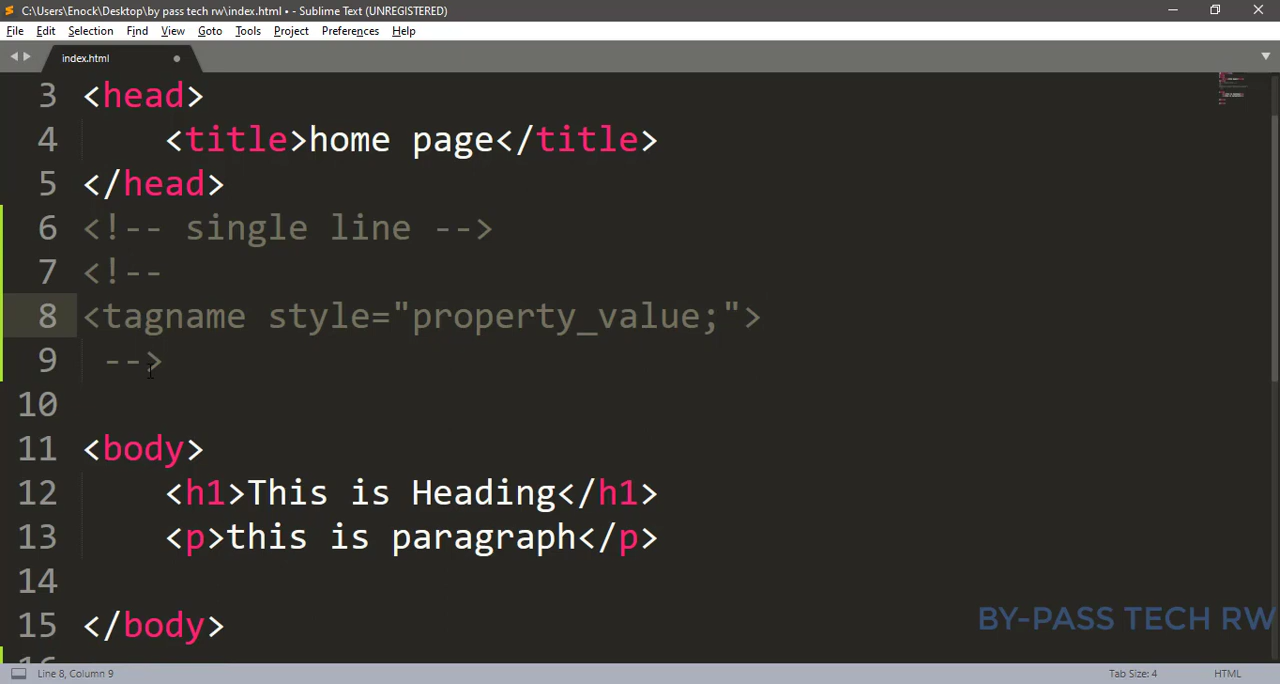 C:\Users\Enock\Desktop\by pass tech rw\index.html • - Sublime Text (UNREGISTERED)
File Edit Selection Find View Goto Tools Project Preferences Help
index.html
3 <head>
4 <title>home page</title>
5 </head>
6 <!-- single line -->
7 <!--
8 <tagname style="property_value;">
9 -->
10
11 <body>
12 <h1>This is Heading</h1>
13 <p>this is paragraph</p>
14
15 </body>
BY-PASS TECH RW
Line 8, Column 9 Tab Size: 4 HTML